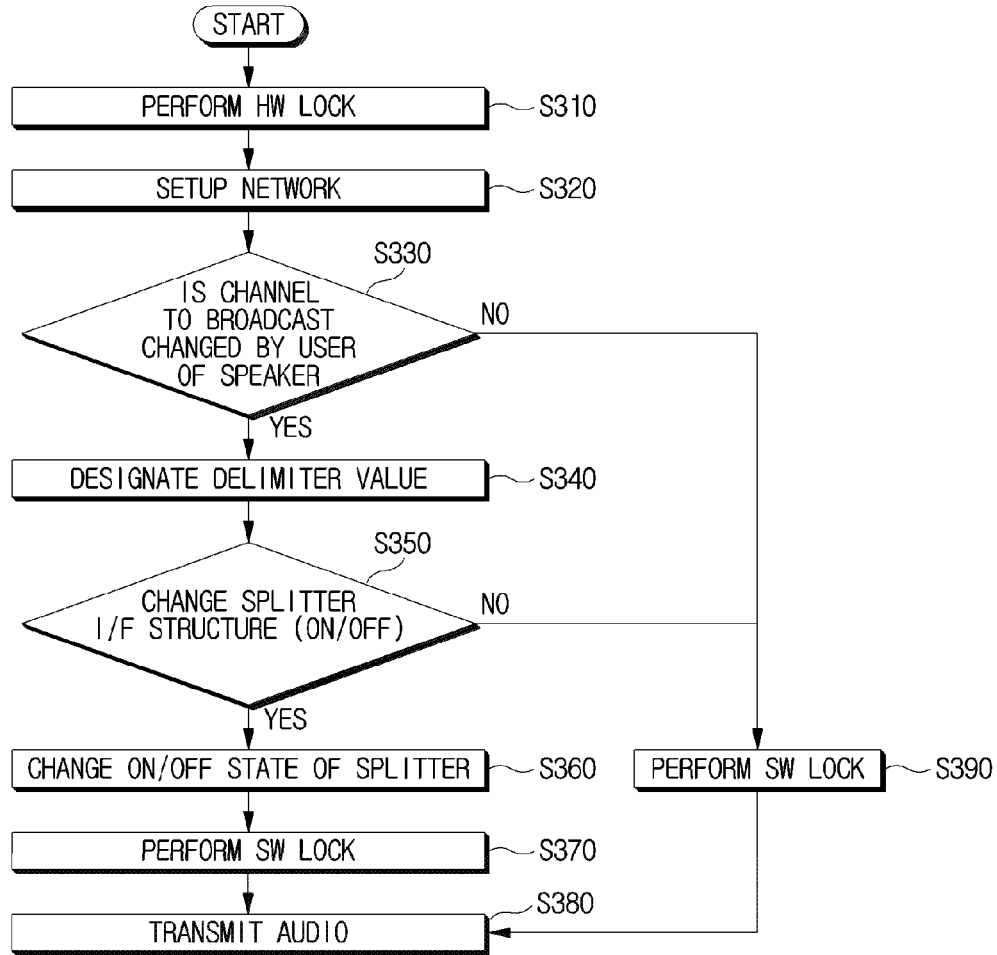 START
PERFORM HW LOCK
S310
SETUP NETWORK
S320
S330
IS CHANNEL
TO BROADCAST
CHANGED BY USER
OF SPEAKER
NO
YES
DESIGNATE DELIMITER VALUE
S340
S350
CHANGE SPLITTER
I/F STRUCTURE (ON/OFF)
NO
YES
CHANGE ON/OFF STATE OF SPLITTER
S360
PERFORM SW LOCK
S390
PERFORM SW LOCK
S370
TRANSMIT AUDIO
S380